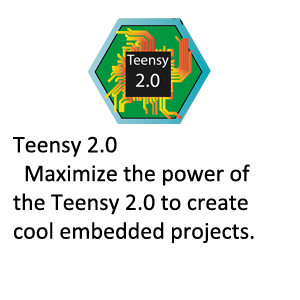 Teensy
2.0
Teensy 2.0
Maximize the power of
the Teensy 2.0 to create
cool embedded projects.